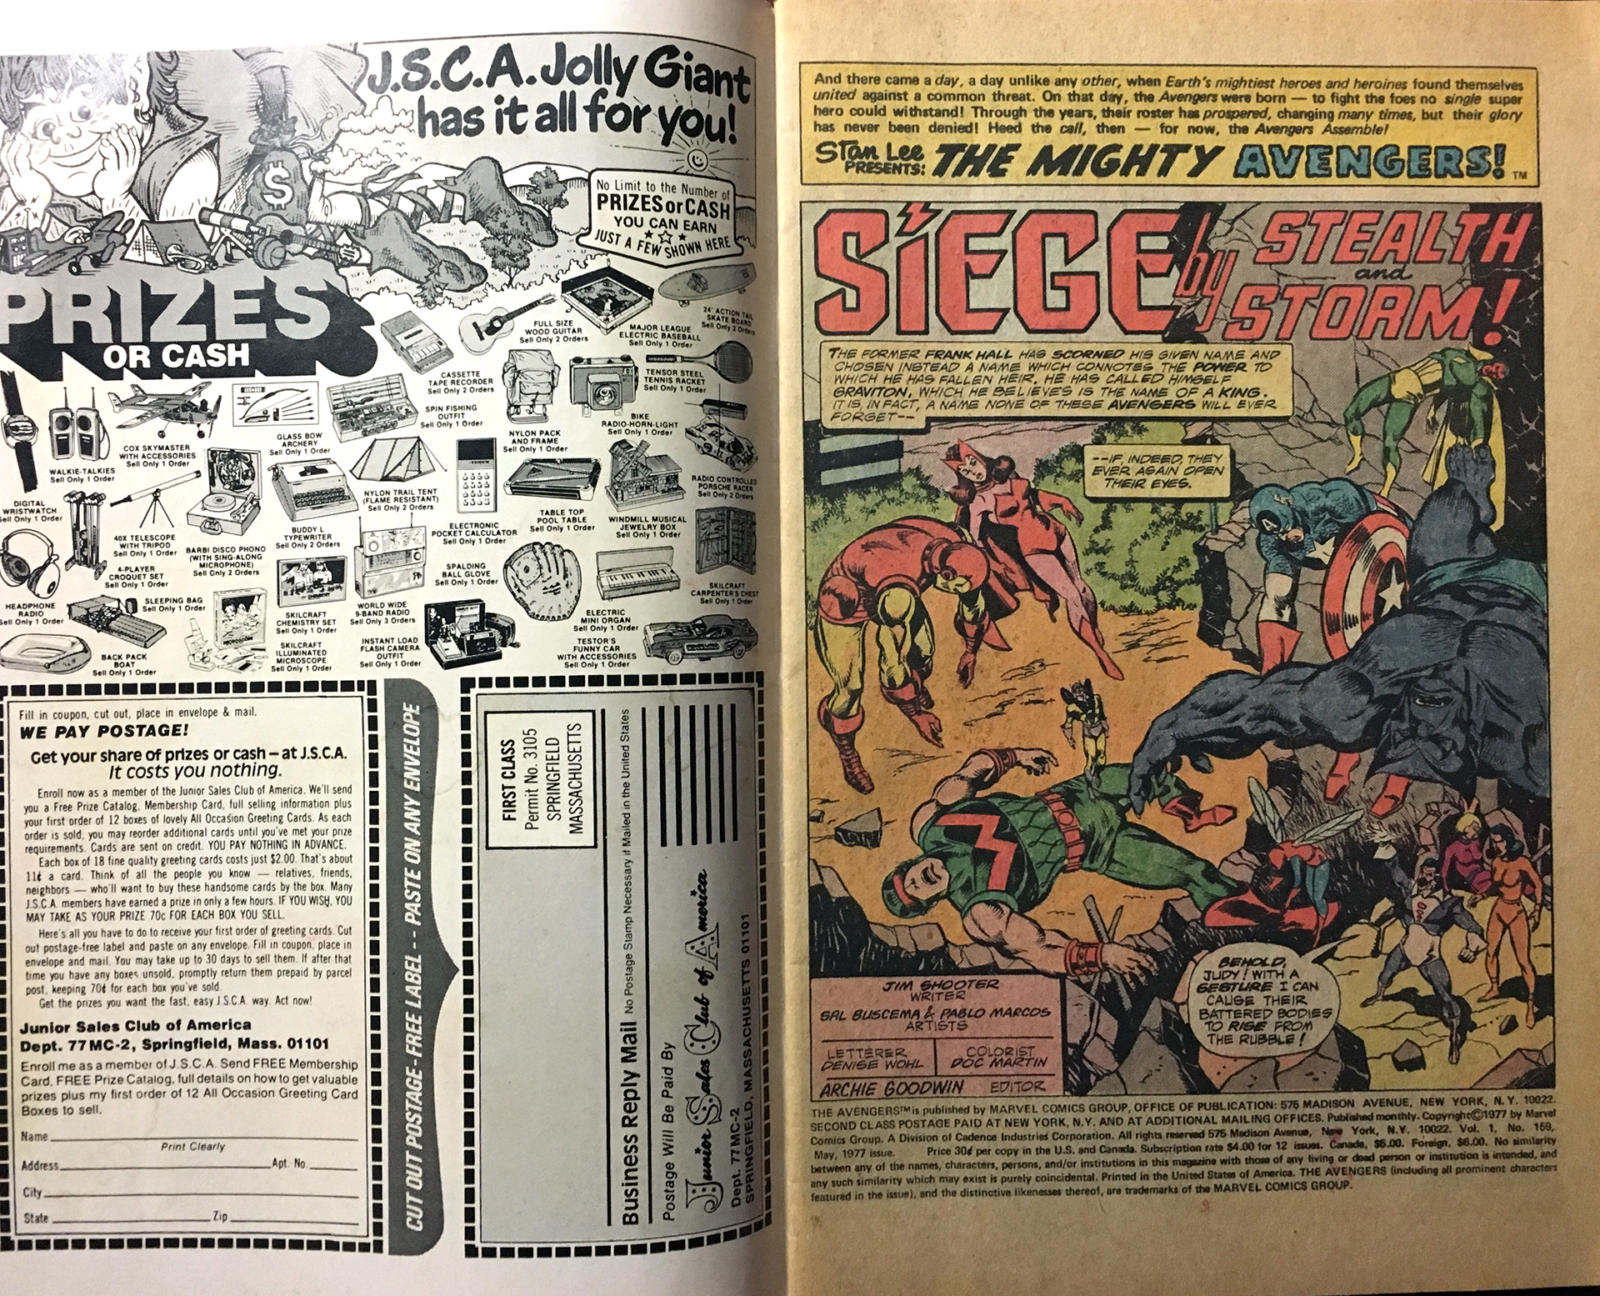 J.S.C.A. Jolly Giant
has it all for you!
No Limit to the Number of
PRIZES or CASH
YOU CAN EARN
JUST A FEW SHOWN HERE
$
PRIZES
OR CASH
CASSETTE
TAPE RECORDER
Sell Only 2 Orders
FULL SIZE
WOOD GUITAR
Sell Only 2 Orders
MAJOR LEAGUE
ELECTRIC BASEBALL
Sell Only 1 Order
24" ACTION TAIL
SKATE BOARD
Sell Only 2 Orders
TENSOR STEEL
TENNIS RACKET
Sell Only 1 Order
WALKIE-TALKIES
Sell Only 1 Order
COX SKYMASTER
WITH ACCESSORIES
Sell Only 1 Order
GLASS BOW
ARCHERY
Sell Only 1 Order
SPIN FISHING
OUTFIT
Sell Only 1 Order
NYLON PACK
AND FRAME
Sell Only 1 Order
BIKE
RADIO-HORN-LIGHT
Sell Only 1 Order
RADIO CONTROLLED
PORSCHE RACER
Sell Only 2 Orders
DIGITAL
WRISTWATCH
Sell Only 1 Order
40X TELESCOPE
WITH TRIPOD
Sell Only 1 Order
BARBI DISCO PHONO
(WITH SING-ALONG
MICROPHONE)
Sell Only 2 Orders
BUDDY L
TYPEWRITER
Sell Only 2 Orders
NYLON TRAIL TENT
(FLAME RESISTANT)
Sell Only 2 Orders
ELECTRONIC
POCKET CALCULATOR
Sell Only 1 Order
TABLE TOP
POOL TABLE
Sell Only 1 Order
WINDMILL MUSICAL
JEWELRY BOX
Sell Only 1 Order
4-PLAYER
CROQUET SET
Sell Only 1 Order
HEADPHONE
RADIO
Sell Only 1 Order
SLEEPING BAG
Sell Only 1 Order
SKILCRAFT
CHEMISTRY SET
Sell Only 1 Order
WORLD WIDE
9-BAND RADIO
Sell Only 3 Orders
SPALDING
BALL GLOVE
Sell Only 1 Order
ELECTRIC
MINI ORGAN
Sell Only 1 Order
SKILCRAFT
CARPENTER'S CHEST
Sell Only 1 Order
BACK PACK
BOAT
Sell Only 1 Order
SKILCRAFT
ILLUMINATED
MICROSCOPE
Sell Only 1 Order
INSTANT LOAD
FLASH CAMERA
OUTFIT
Sell Only 1 Order
TESTOR'S
FUNNY CAR
WITH ACCESSORIES
Sell Only 1 Order
Fill in coupon, cut out, place in envelope & mail.
WE PAY POSTAGE!
Get your share of prizes or cash – at J.S.C.A.
It costs you nothing.
Enroll now as a member of the Junior Sales Club of America. We'll send
you a Free Prize Catalog, Membership Card, full selling information plus
your first order of 12 boxes of lovely All Occasion Greeting Cards. As each
order is sold, you may reorder additional cards until you've met your prize
requirements. Cards are sent on credit. YOU PAY NOTHING IN ADVANCE.
Each box of 18 fine quality greeting cards costs just $2.00. That's about
11¢ a card. Think of all the people you know — relatives, friends,
neighbors — who'll want to buy these handsome cards by the box. Many
J.S.C.A. members have earned a prize in only a few hours. IF YOU WISH, YOU
MAY TAKE AS YOUR PRIZE 70c FOR EACH BOX YOU SELL.
Here's all you have to do to receive your first order of greeting cards. Cut
out postage-free label and paste on any envelope. Fill in coupon, place in
envelope and mail. You may take up to 30 days to sell them. If after that
time you have any boxes unsold, promptly return them prepaid by parcel
post, keeping 70¢ for each box you've sold.
Get the prizes you want the fast, easy J.S.C.A. way. Act now!
Junior Sales Club of America
Dept. 77 MC-2, Springfield, Mass. 01101
Enroll me as a member of J.S.C.A. Send FREE Membership
Card, FREE Prize Catalog, full details on how to get valuable
prizes plus my first order of 12 All Occasion Greeting Card
Boxes to sell.
Name
Print Clearly
Address Apt. No.
City
State Zip
CUT OUT POSTAGE-FREE LABEL -- PASTE ON ANY ENVELOPE
FIRST CLASS
Permit No. 3105
SPRINGFIELD
MASSACHUSETTS
Business Reply Mail No Postage Stamp Necessary if Mailed in the United States
Postage Will Be Paid By
Junior Sales Club of America
Dept. 77 MC-2
SPRINGFIELD, MASSACHUSETTS 01101
And there came a day, a day unlike any other, when Earth's mightiest heroes and heroines found themselves
united against a common threat. On that day, the Avengers were born — to fight the foes no single super
hero could withstand! Through the years, their roster has prospered, changing many times, but their glory
has never been denied! Heed the call, then — for now, the Avengers Assemble!
Stan Lee
PRESENTS: THE MIGHTY AVENGERS! TM
SIEGE by STEALTH
and
STORM!
THE FORMER FRANK HALL HAS SCORNED HIS GIVEN NAME AND
CHOSEN INSTEAD A NAME WHICH CONNOTES THE POWER TO
WHICH HE HAS FALLEN HEIR. HE HAS CALLED HIMSELF
GRAVITON, WHICH HE BELIEVES IS THE NAME OF A KING.
IT IS, IN FACT, A NAME NONE OF THESE AVENGERS WILL EVER
FORGET--
--IF, INDEED, THEY
EVER AGAIN OPEN
THEIR EYES.
BEHOLD,
JUDY! WITH A
GESTURE I CAN
CAUSE THEIR
BATTERED BODIES
TO RISE FROM
THE RUBBLE!
JIM SHOOTER
WRITER
SAL BUSCEMA & PABLO MARCOS
ARTISTS
LETTERER
DENISE WOHL
COLORIST
DOC MARTIN
ARCHIE GOODWIN EDITOR
THE AVENGERS™ is published by MARVEL COMICS GROUP, OFFICE OF PUBLICATION: 575 MADISON AVENUE, NEW YORK, N.Y. 10022.
SECOND CLASS POSTAGE PAID AT NEW YORK, N.Y. AND AT ADDITIONAL MAILING OFFICES. Published monthly. Copyright ©1977 by Marvel
Comics Group. A Division of Cadence Industries Corporation. All rights reserved 575 Madison Avenue, New York, N.Y. 10022. Vol. 1, No. 159,
May, 1977 issue. Price 30¢ per copy in the U.S. and Canada. Subscription rate $4.00 for 12 issues. Canada, $5.00. Foreign, $6.00. No similarity
between any of the names, characters, persons, and/or institutions in this magazine with those of any living or dead person or institution is intended, and
any such similarity which may exist is purely coincidental. Printed in the United States of America. THE AVENGERS (including all prominent characters
featured in the issue), and the distinctive likenesses thereof, are trademarks of the MARVEL COMICS GROUP.